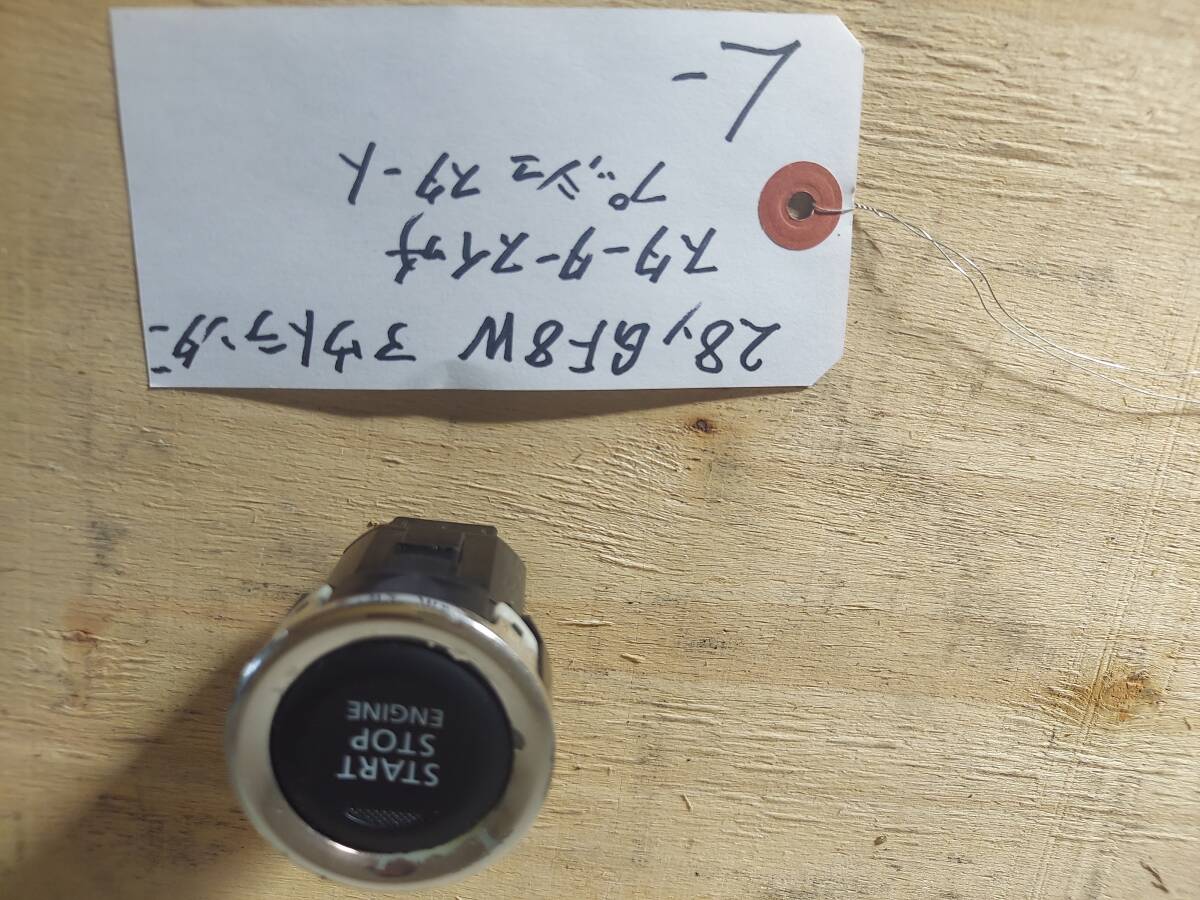 START
STOP
ENGINE
28y GF8W アウトランダー
スタータースイッチ
プッシュスタート
L-